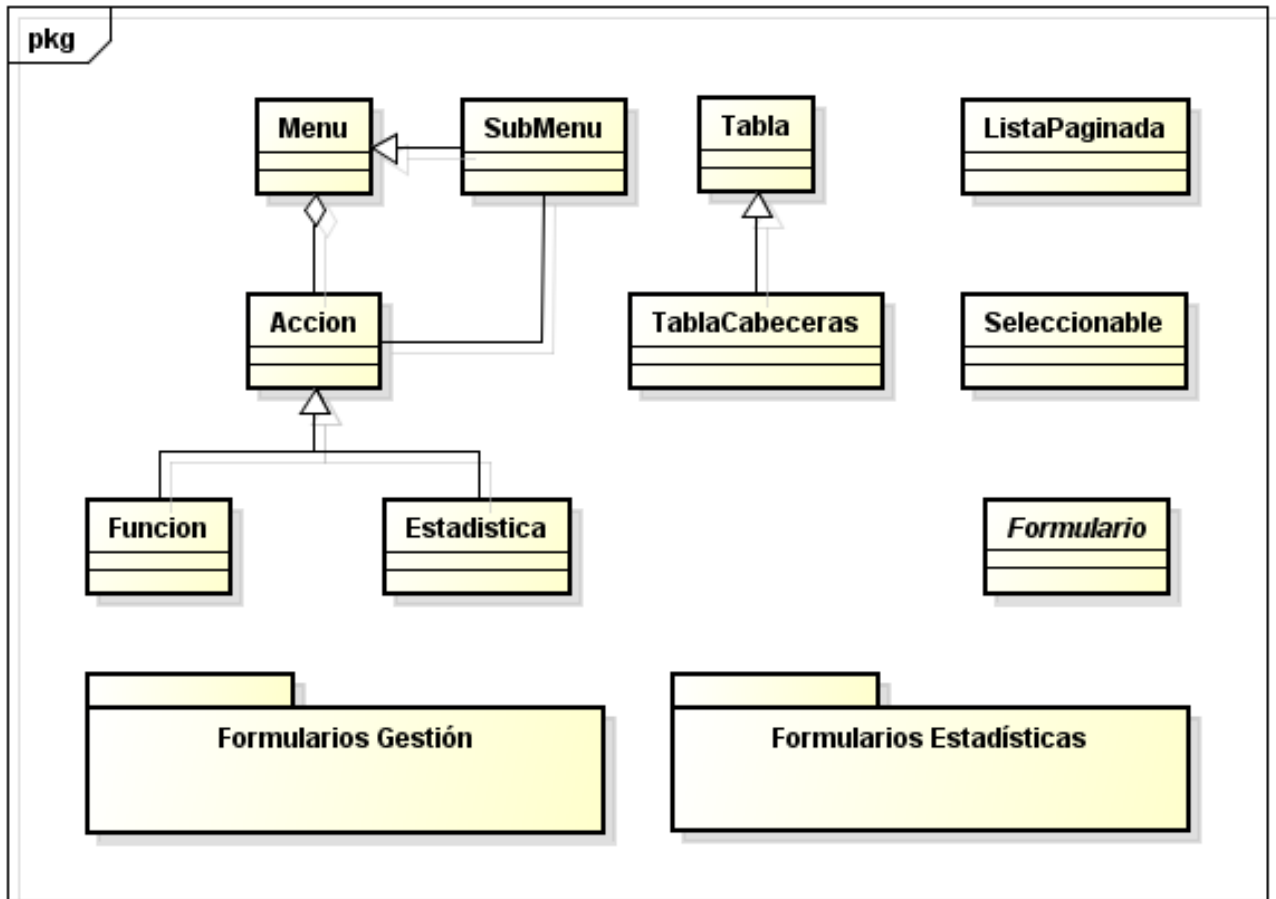 pkg
Menu
SubMenu
Tabla
ListaPaginada
Accion
TablaCabeceras
Seleccionable
Funcion
Estadistica
Formulario
Formularios Gestión
Formularios Estadísticas